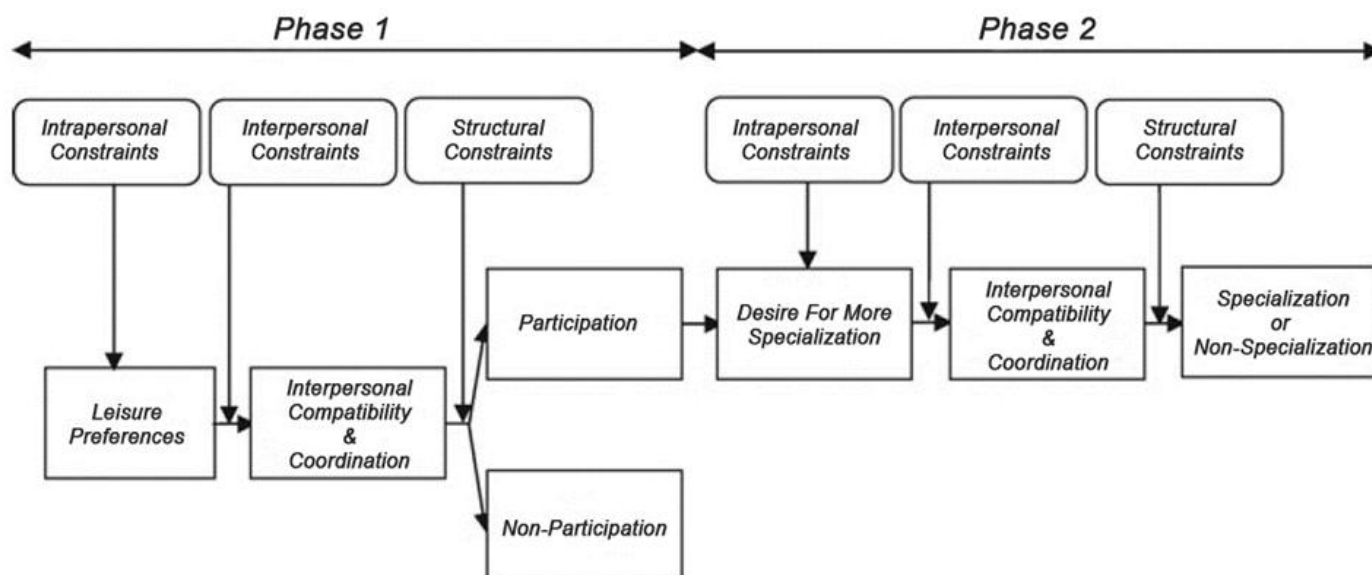 Phase 1
Phase 2
Intrapersonal
Constraints
Interpersonal
Constraints
Structural
Constraints
Intrapersonal
Constraints
Interpersonal
Constraints
Structural
Constraints
Leisure
Preferences
Interpersonal
Compatibility
&
Coordination
Participation
Non-Participation
Desire For More
Specialization
Interpersonal
Compatibility
&
Coordination
Specialization
or
Non-Specialization